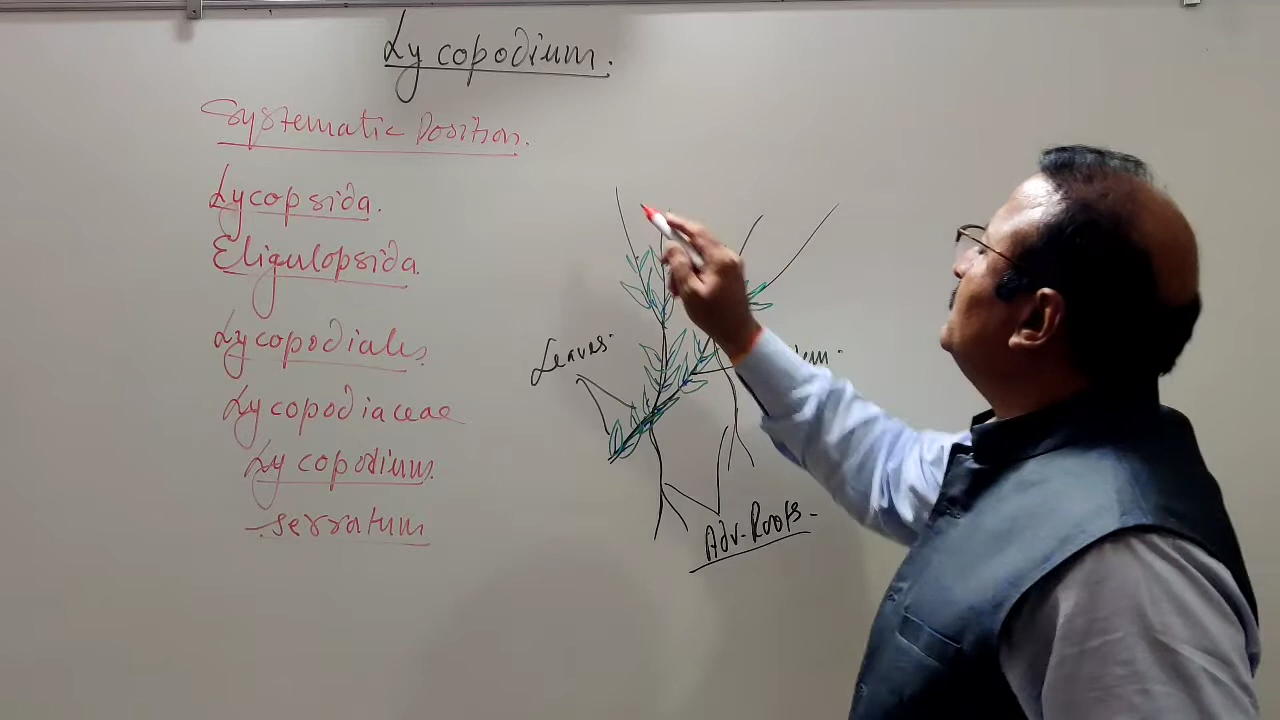 Lycopodium.
Systematic Position.
Lycopsida.
Eligulopsida.
Lycopodiales.
Lycopodiaceae
Lycopodium.
serratum
Leaves.
Adv. Roots